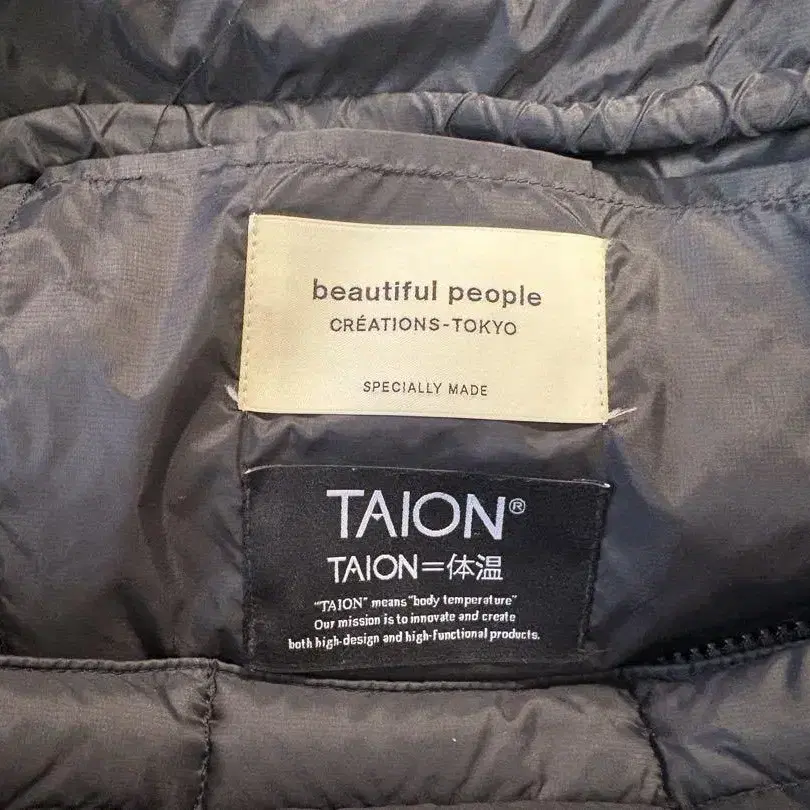 beautiful people
CRÉATIONS-TOKYO
SPECIALLY MADE
TAION®
TAION=体温
"TAION" means "body temperature"
Our mission is to innovate and create
both high-design and high-functional products.